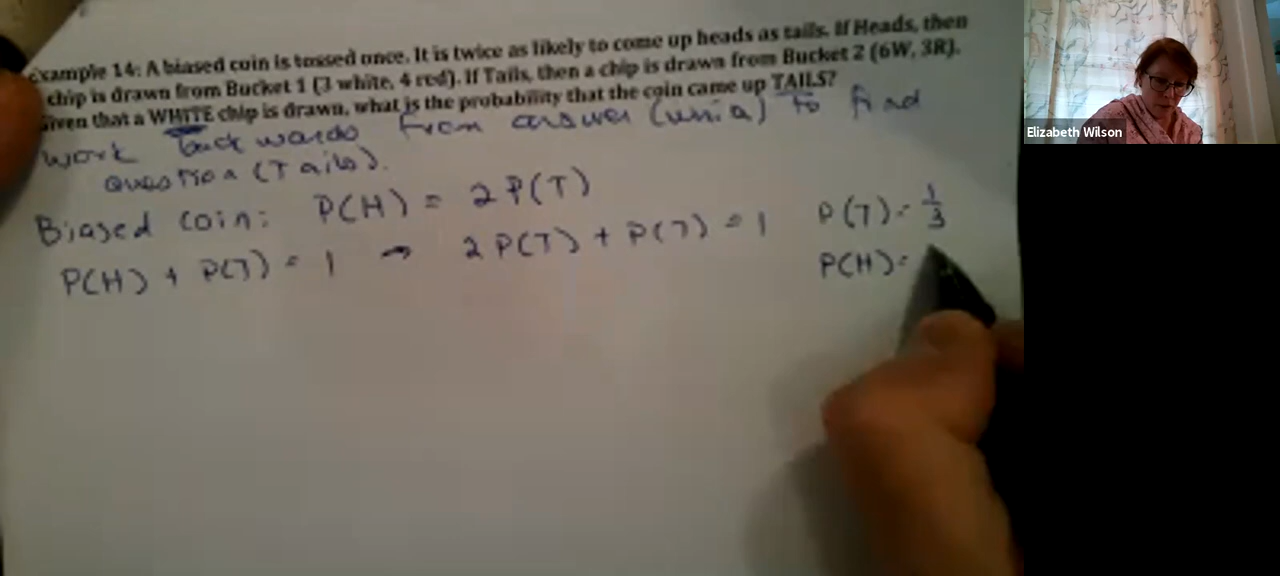 Example 14: A biased coin is tossed once. It is twice as likely to come up heads as tails. If Heads, then
chip is drawn from Bucket 1 (3 white, 4 red). If Tails, then a chip is drawn from Bucket 2 (6W, 3R).
Given that a WHITE chip is drawn, what is the probability that the coin came up TAILS?
work backwards from answer (white) to find
question (Tails).
Biased coin: P(H) = 2P(T)
P(H) + P(T) = 1 → 2P(T) + P(T) = 1
P(T) = 1/3
P(H) =
Elizabeth Wilson